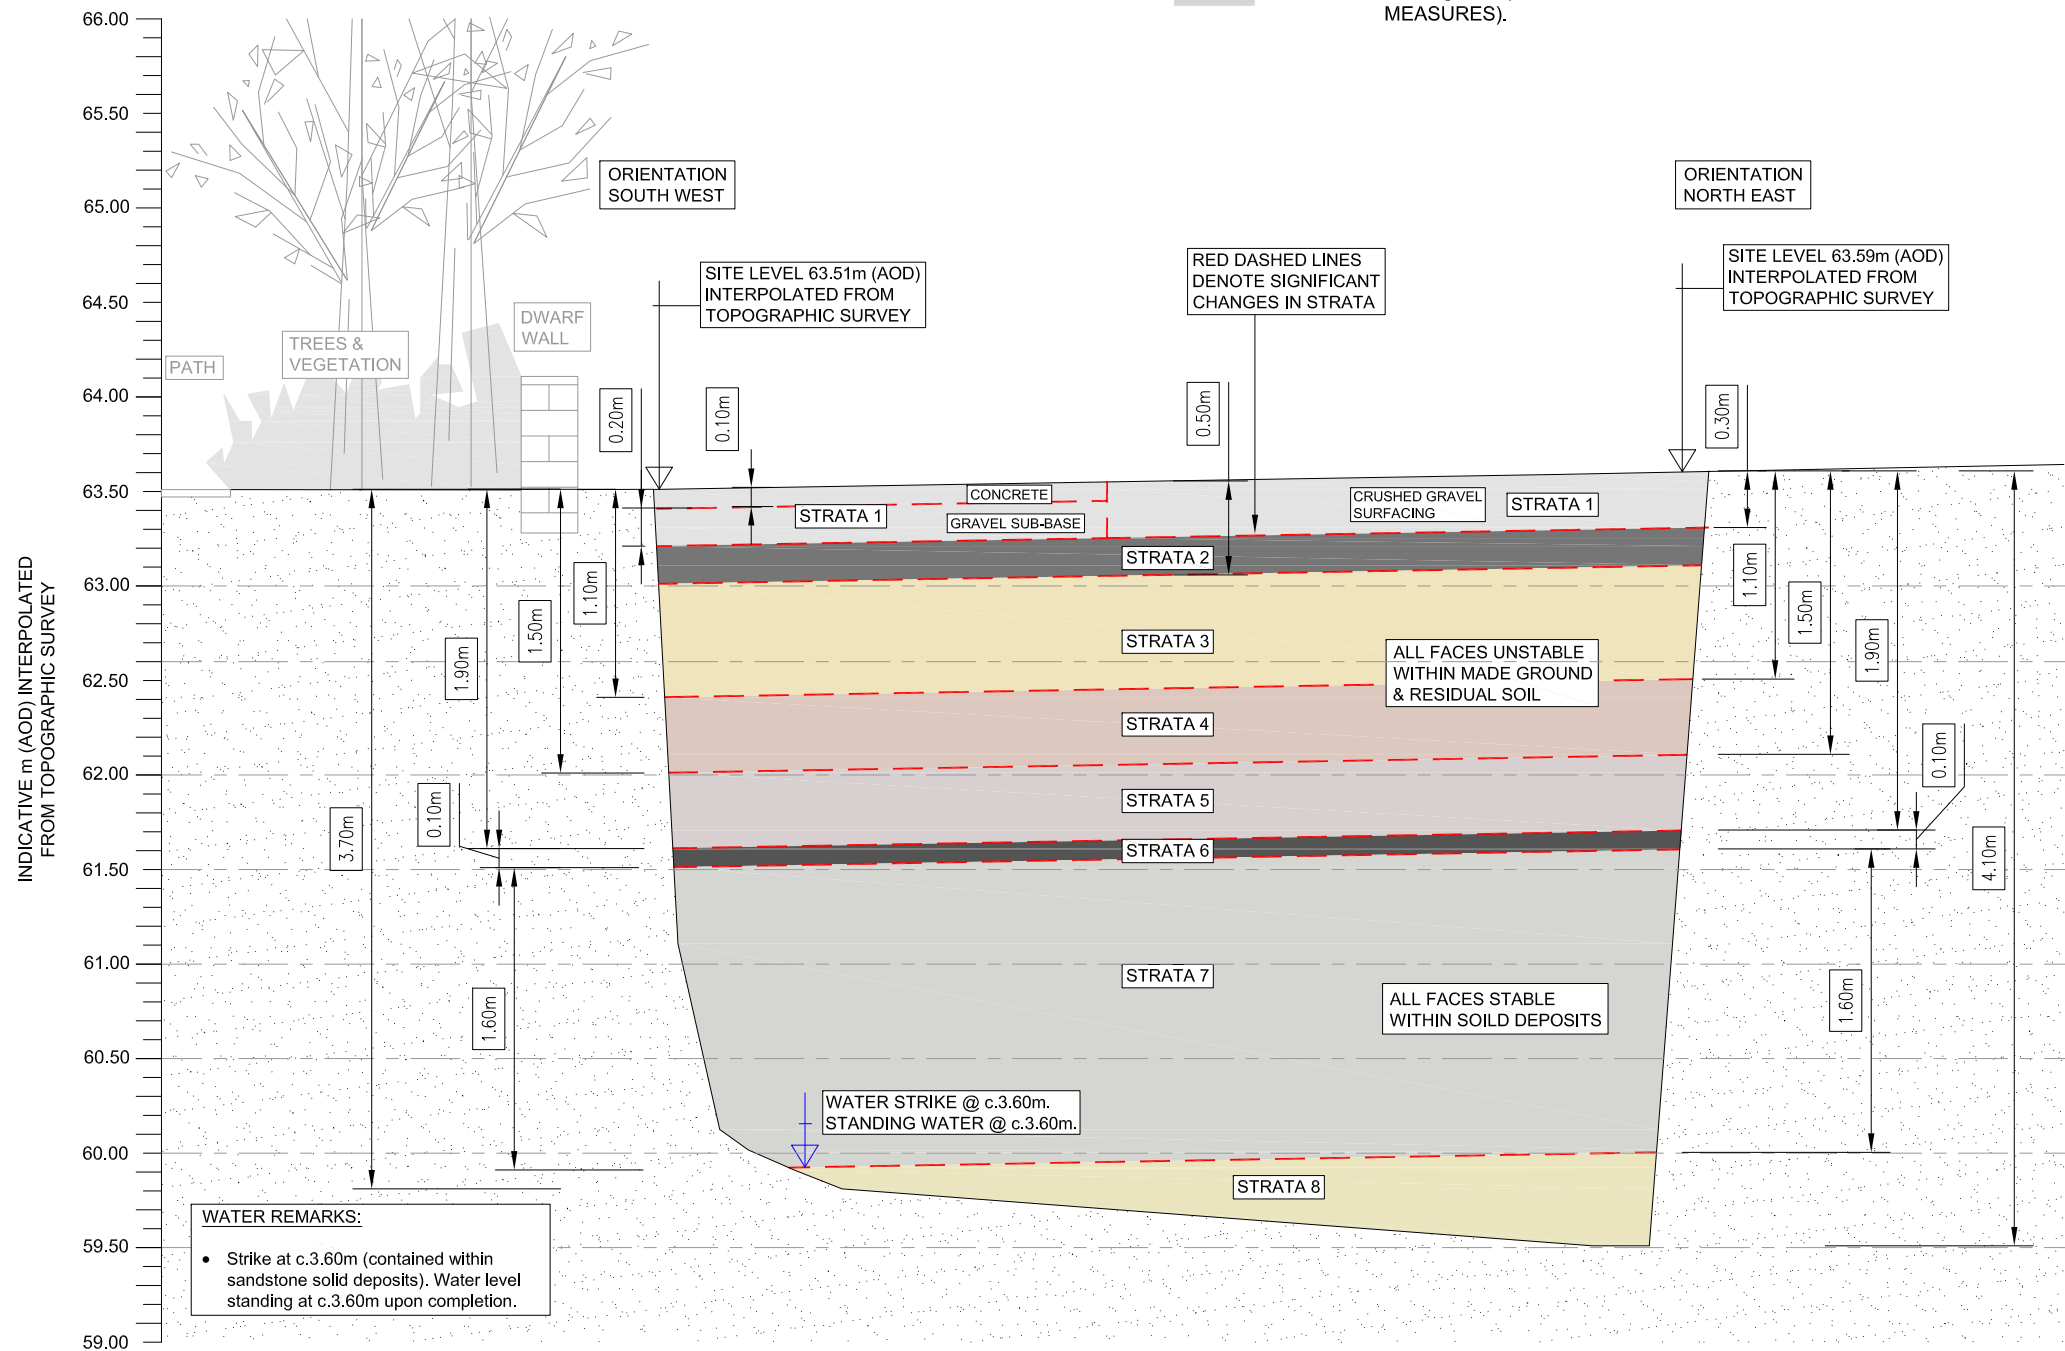 MEASURES).
66.00
65.50
65.00
64.50
64.00
63.50
63.00
62.50
62.00
61.50
61.00
60.50
60.00
59.50
59.00
INDICATIVE m (AOD) INTERPOLATED
FROM TOPOGRAPHIC SURVEY
ORIENTATION
SOUTH WEST
ORIENTATION
NORTH EAST
SITE LEVEL 63.51m (AOD)
INTERPOLATED FROM
TOPOGRAPHIC SURVEY
RED DASHED LINES
DENOTE SIGNIFICANT
CHANGES IN STRATA
SITE LEVEL 63.59m (AOD)
INTERPOLATED FROM
TOPOGRAPHIC SURVEY
PATH
TREES &
VEGETATION
DWARF
WALL
0.20m
0.10m
0.50m
0.30m
CONCRETE
STRATA 1
GRAVEL SUB-BASE
CRUSHED GRAVEL
SURFACING
STRATA 1
STRATA 2
STRATA 3
ALL FACES UNSTABLE
WITHIN MADE GROUND
& RESIDUAL SOIL
STRATA 4
STRATA 5
STRATA 6
STRATA 7
ALL FACES STABLE
WITHIN SOILD DEPOSITS
WATER STRIKE @ c.3.60m.
STANDING WATER @ c.3.60m.
STRATA 8
1.10m
1.50m
1.90m
0.10m
3.70m
1.60m
1.10m
1.50m
1.90m
0.10m
4.10m
1.60m
WATER REMARKS:
• Strike at c.3.60m (contained within
sandstone solid deposits). Water level
standing at c.3.60m upon completion.